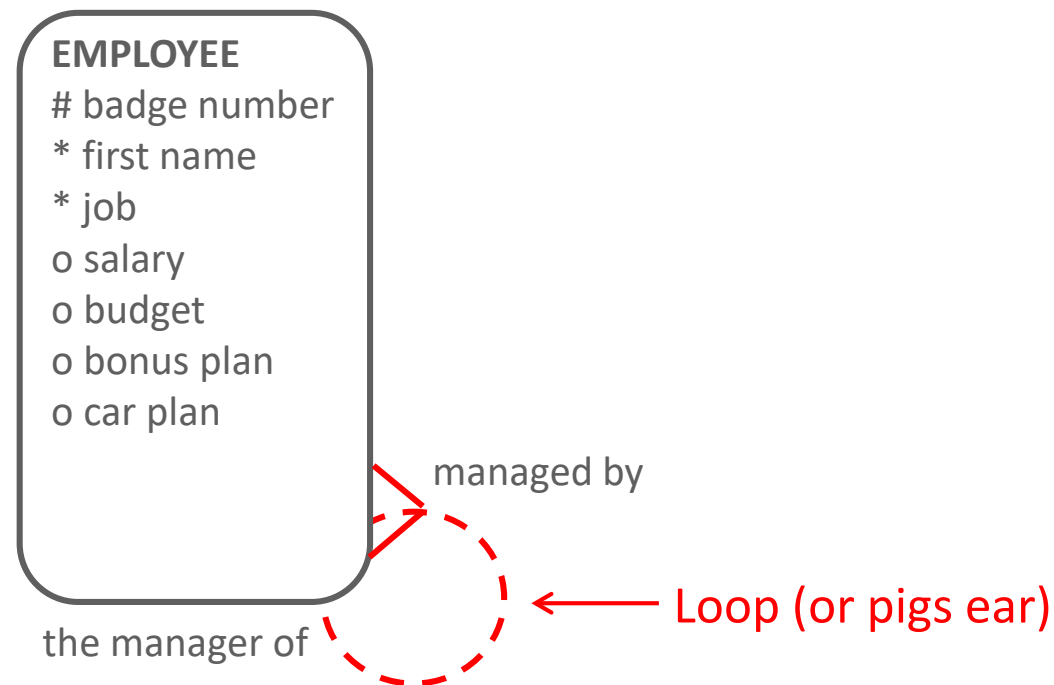 EMPLOYEE
# badge number
* first name
* job
o salary
o budget
o bonus plan
o car plan
managed by
Loop (or pigs ear)
the manager of